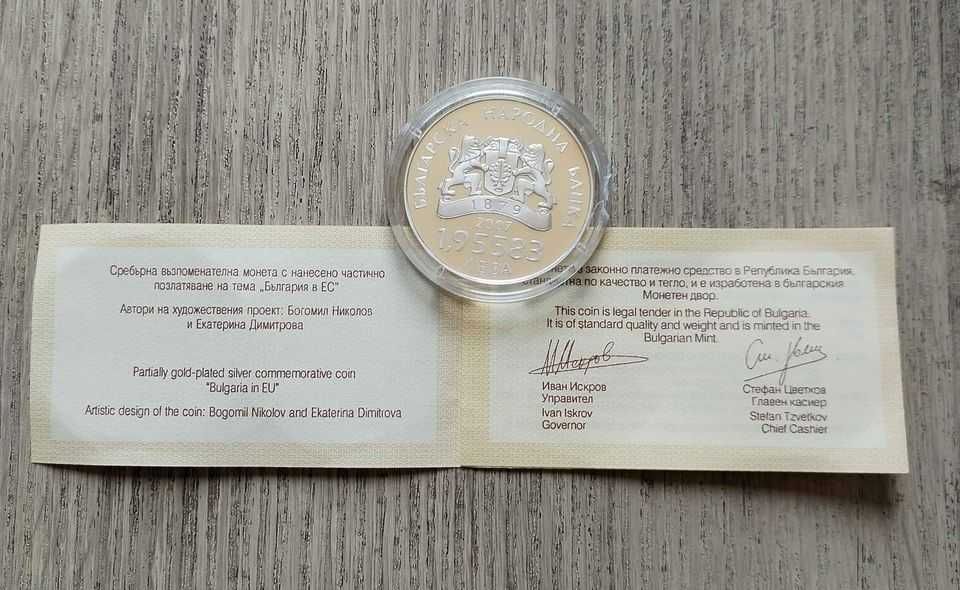 БЪЛГАРСКА НАРОДНА БАНКА
1879
2007
1,95583
ЛЕВА
Сребърна възпоменателна монета с нанесено частично
позлатяване на тема „България в ЕС"
Автори на художествения проект: Богомил Николов
и Екатерина Димитрова
Partially gold-plated silver commemorative coin
"Bulgaria in EU"
Artistic design of the coin: Bogomil Nikolov and Ekaterina Dimitrova
законно платежно средство в Република България,
по качество и тегло, и е изработена в българския
Монетен двор.
This coin is legal tender in the Republic of Bulgaria.
It is of standard quality and weight and is minted in the
Bulgarian Mint.
Иван Искров
Управител
Ivan Iskrov
Governor
Стефан Цветков
Главен касиер
Stefan Tzvetkov
Chief Cashier